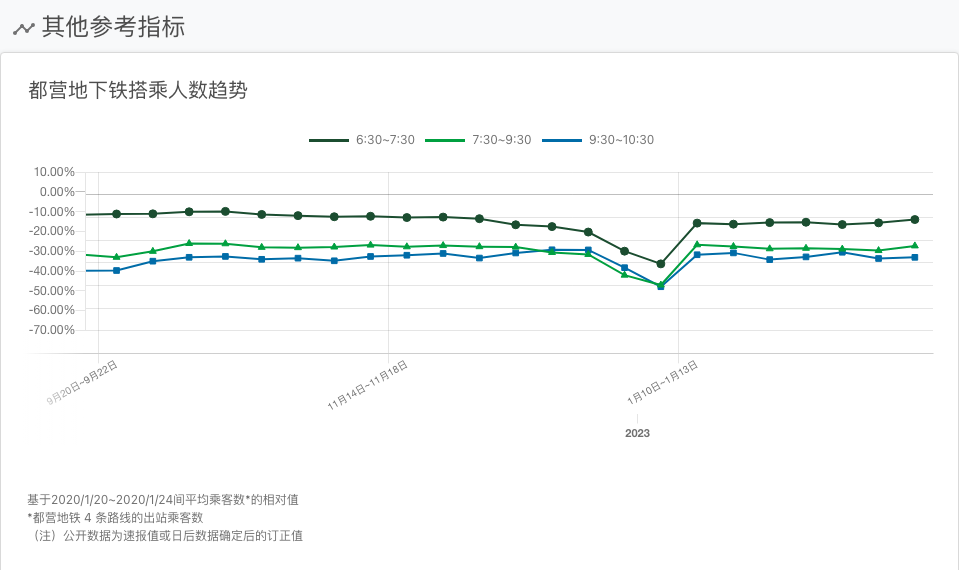 其他参考指标
都营地下铁搭乘人数趋势
6:30~7:30 7:30~9:30 9:30~10:30
10.00%
0.00%
-10.00%
-20.00%
-30.00%
-40.00%
-50.00%
-60.00%
-70.00%
9月20日~9月22日 11月14日~11月18日 1月10日~1月13日
2023
基于2020/1/20~2020/1/24间平均乘客数*的相对值
*都营地铁 4 条路线的出站乘客数
（注）公开数据为速报值或日后数据确定后的订正值